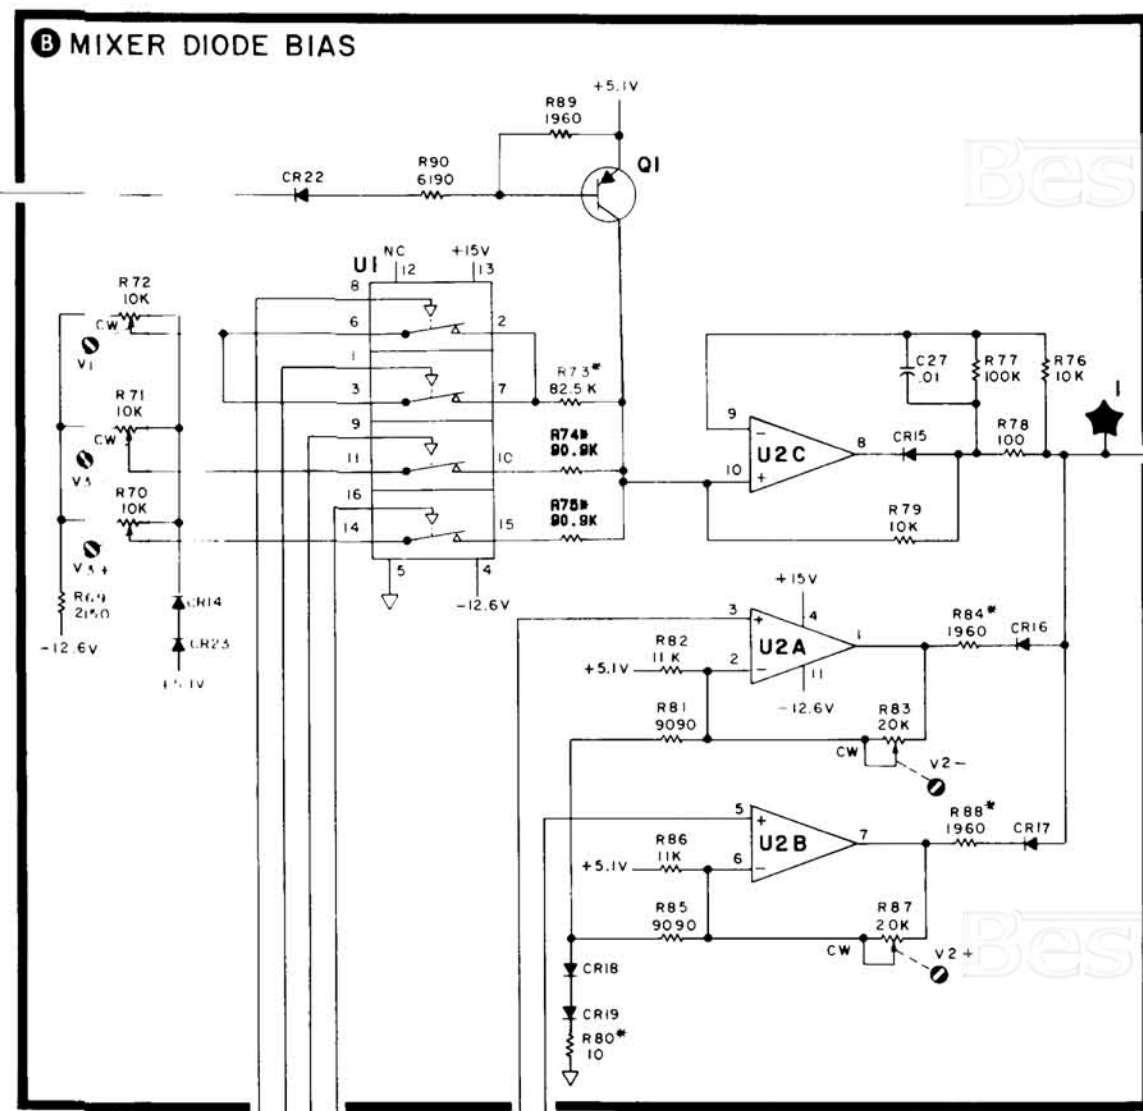 B MIXER DIODE BIAS
+5.1V
R89
1960
Q1
R90
6190
CR22
Bes
NC
12
+15V
13
U1
8
6
2
1
3
7
9
11
10
16
14
15
5
4
-12.6V
R72
10K
CW
V1
R71
10K
CW
V3
R70
10K
V3+
R69
2150
-12.6V
CR14
CR23
+5.1V
R73*
82.5K
R74*
90.9K
R75*
90.9K
C27
.01
R77
100K
R76
10K
1
9
-
U2C
8
10
+
CR15
R78
100
R79
10K
+15V
4
3
+
U2A
1
2
-
11
-12.6V
R82
11K
+5.1V
R81
9090
R84*
1960
CR16
R83
20K
CW
V2-
5
+
U2B
7
6
-
R86
11K
+5.1V
R85
9090
R88*
1960
CR17
R87
20K
CW
V2+
Bes
CR18
CR19
R80*
10